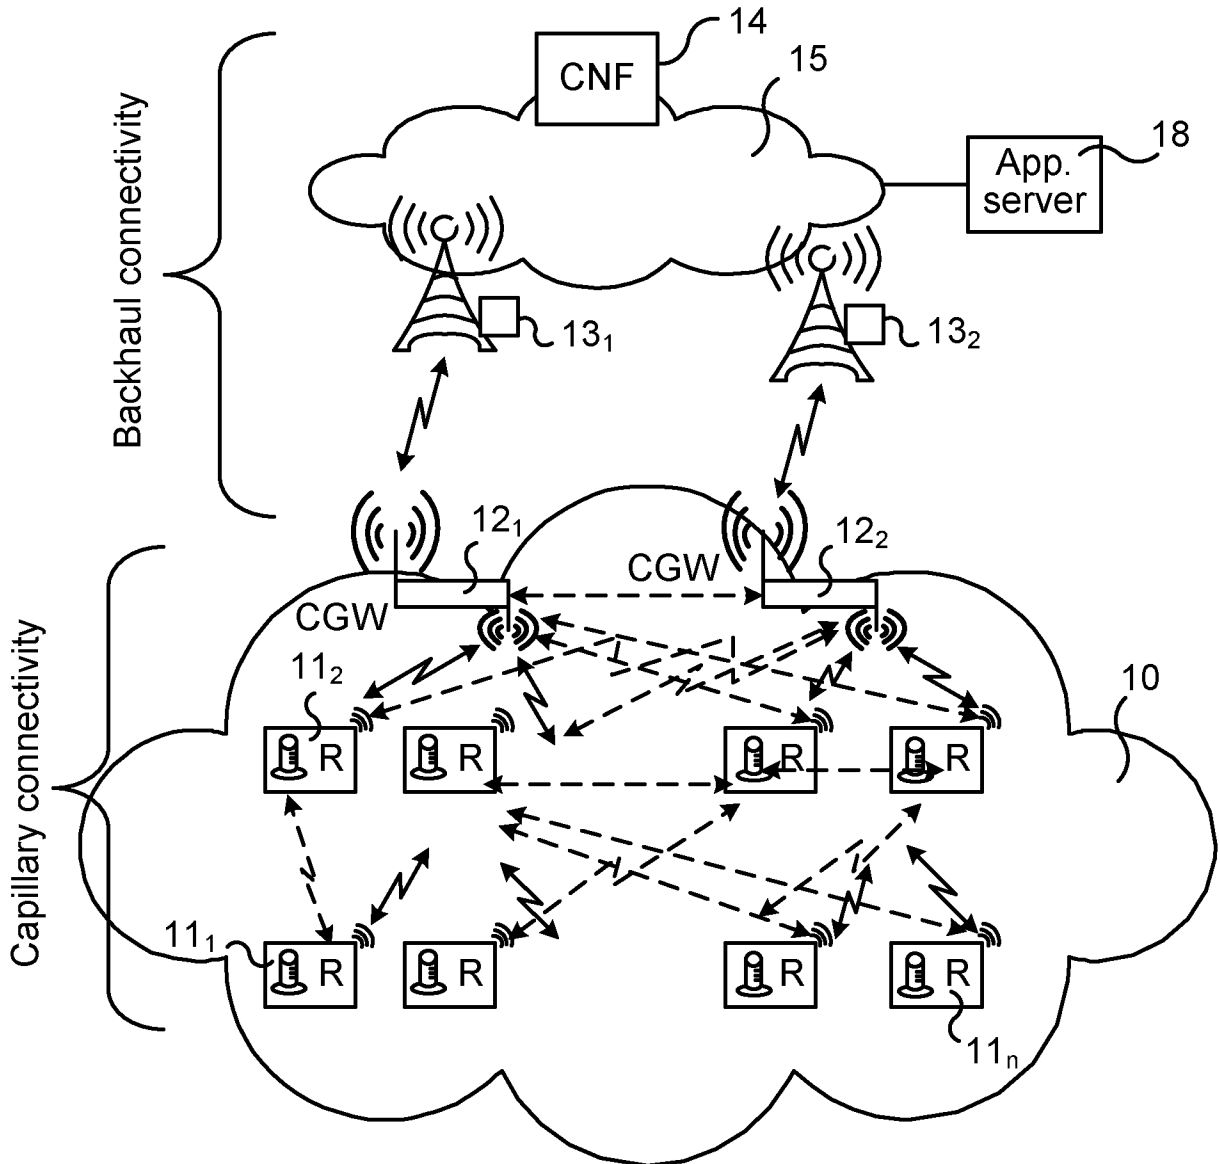 14
CNF
15
18
App.
server
Backhaul connectivity
13₁
13₂
12₁
12₂
CGW
CGW
11₂
10
R
R
R
R
Capillary connectivity
11₁
R
R
R
R
11ₙ